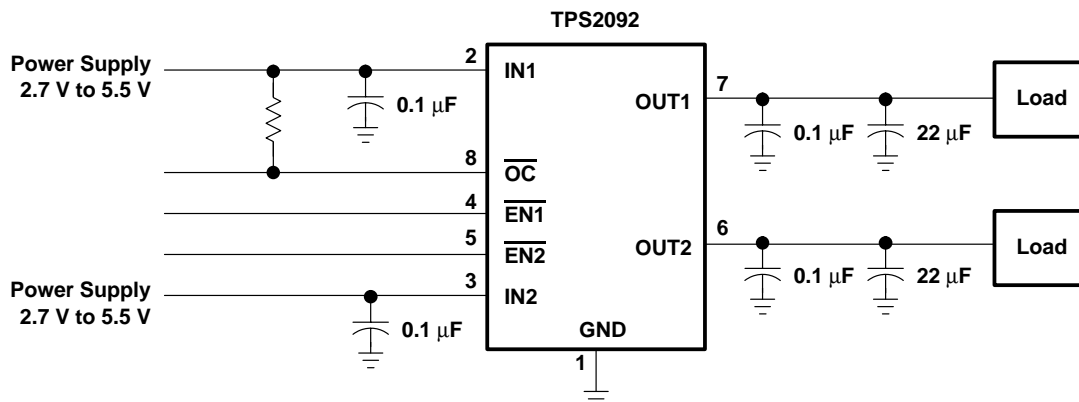 TPS2092
Power Supply
2.7 V to 5.5 V
2
IN1
0.1 μF
7
OUT1
0.1 μF
22 μF
Load
8
OC
4
EN1
5
EN2
6
OUT2
0.1 μF
22 μF
Load
Power Supply
2.7 V to 5.5 V
3
IN2
0.1 μF
GND
1